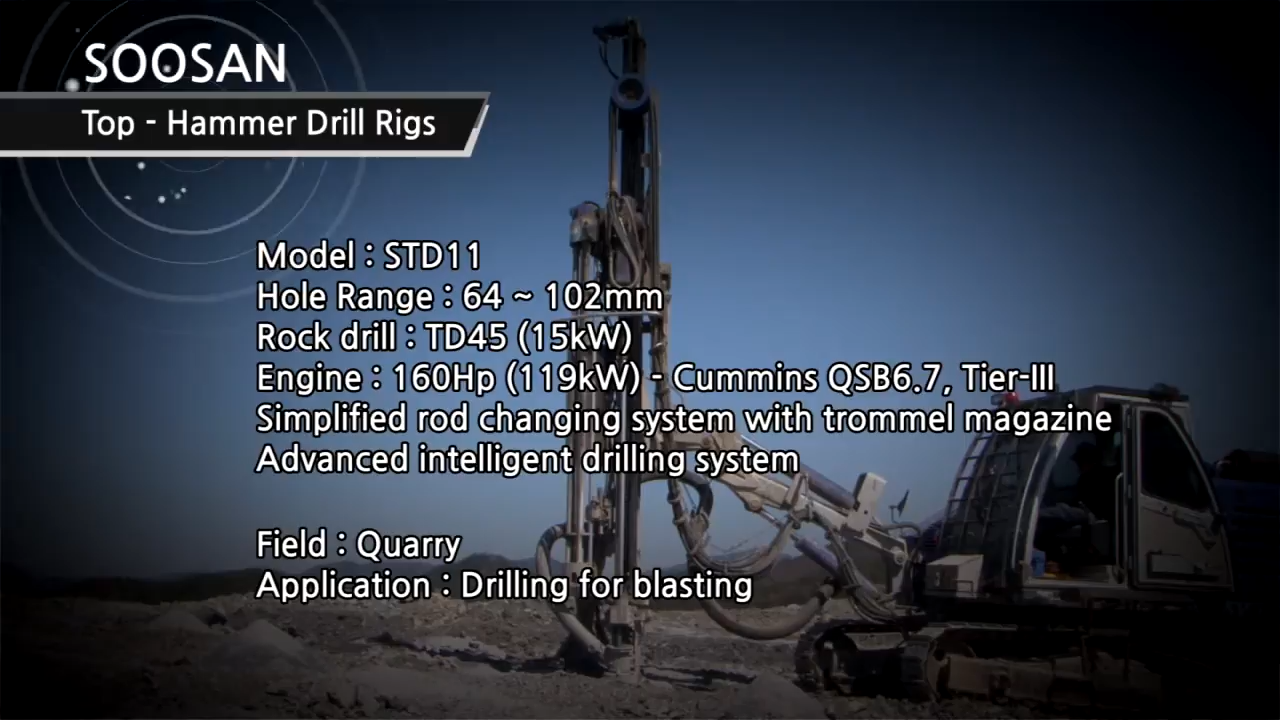 SOOSAN
Top - Hammer Drill Rigs
Model : STD11
Hole Range : 64 ~ 102mm
Rock drill : TD45 (15kW)
Engine : 160Hp (119kW) - Cummins QSB6.7, Tier-III
Simplified rod changing system with trommel magazine
Advanced intelligent drilling system
Field : Quarry
Application : Drilling for blasting